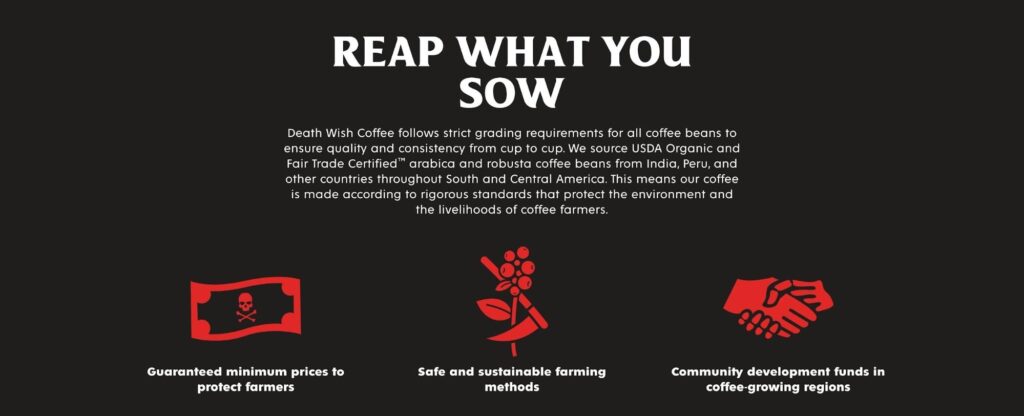 REAP WHAT YOU
SOW
Death Wish Coffee follows strict grading requirements for all coffee beans to
ensure quality and consistency from cup to cup. We source USDA Organic and
Fair Trade Certified™ arabica and robusta coffee beans from India, Peru, and
other countries throughout South and Central America. This means our coffee
is made according to rigorous standards that protect the environment and
the livelihoods of coffee farmers.
Guaranteed minimum prices to
protect farmers
Safe and sustainable farming
methods
Community development funds in
coffee-growing regions